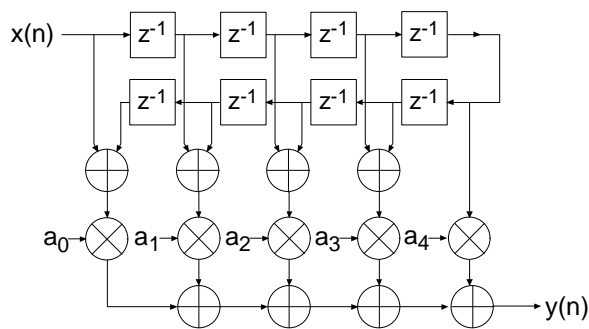 x(n) z⁻¹ z⁻¹ z⁻¹ z⁻¹
z⁻¹ z⁻¹ z⁻¹ z⁻¹
a₀ a₁ a₂ a₃ a₄
y(n)